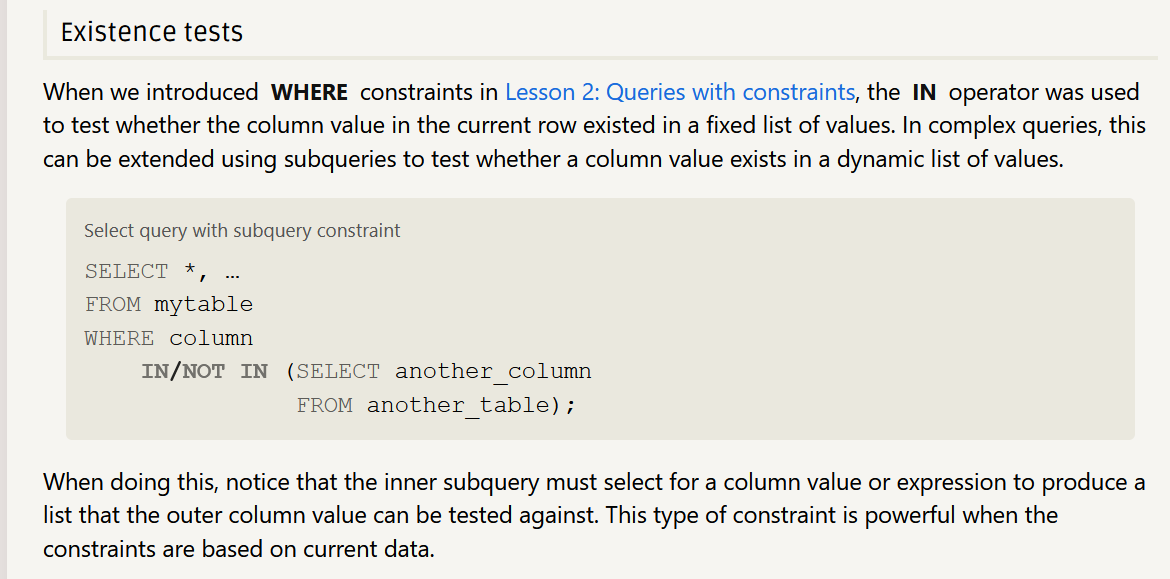 Existence tests
When we introduced WHERE constraints in Lesson 2: Queries with constraints, the IN operator was used
to test whether the column value in the current row existed in a fixed list of values. In complex queries, this
can be extended using subqueries to test whether a column value exists in a dynamic list of values.
Select query with subquery constraint
SELECT *, …
FROM mytable
WHERE column
    IN/NOT IN (SELECT another_column
               FROM another_table);
When doing this, notice that the inner subquery must select for a column value or expression to produce a
list that the outer column value can be tested against. This type of constraint is powerful when the
constraints are based on current data.